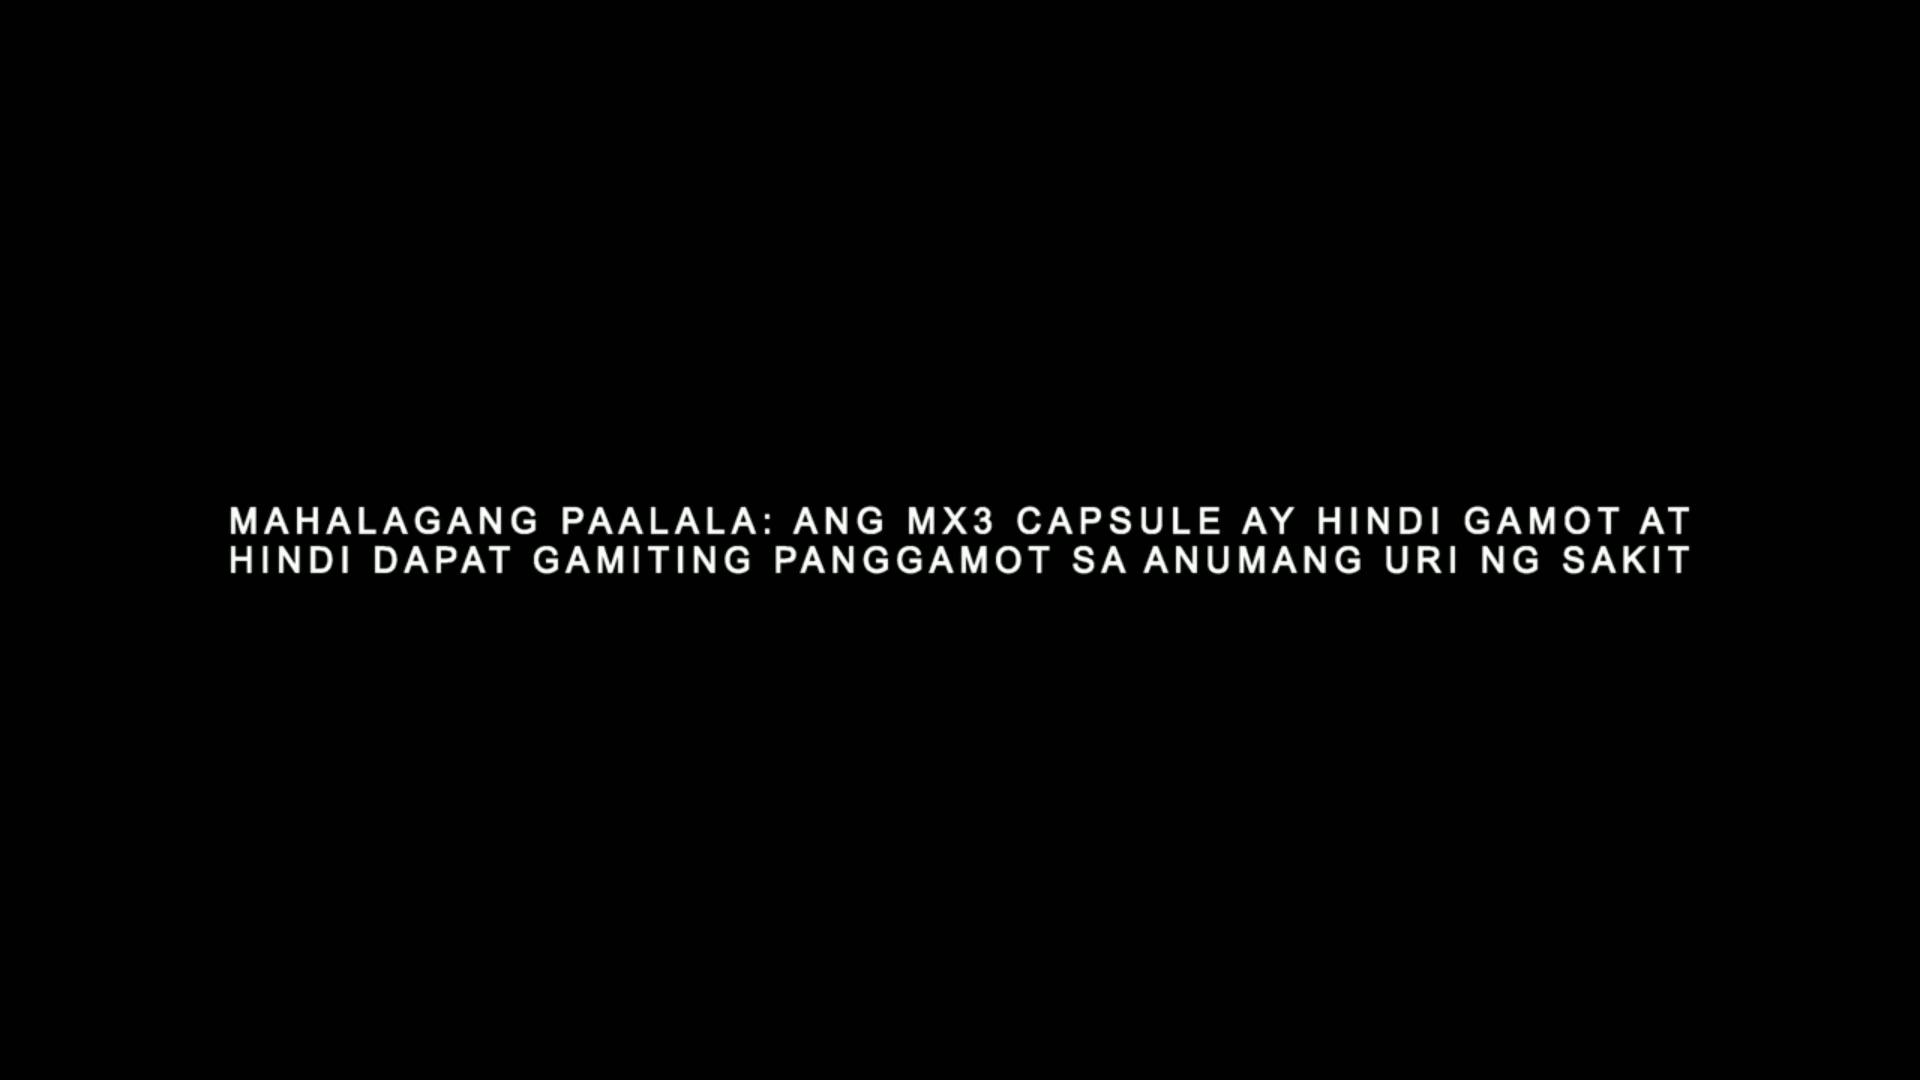 MAHALAGANG PAALALA: ANG MX3 CAPSULE AY HINDI GAMOT AT
HINDI DAPAT GAMITING PANGGAMOT SA ANUMANG URI NG SAKIT